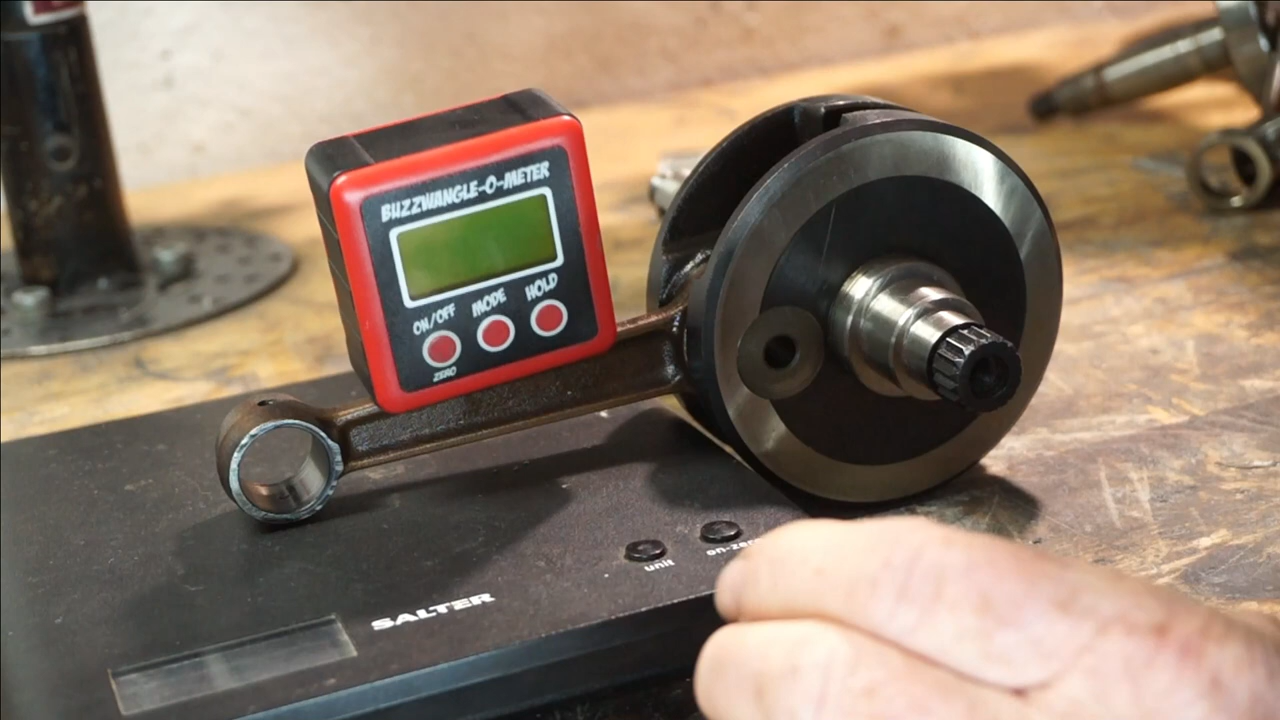 BUZZWANGLE-O-METER
ON/OFF MODE HOLD
ZERO
unit on-zero
SALTER